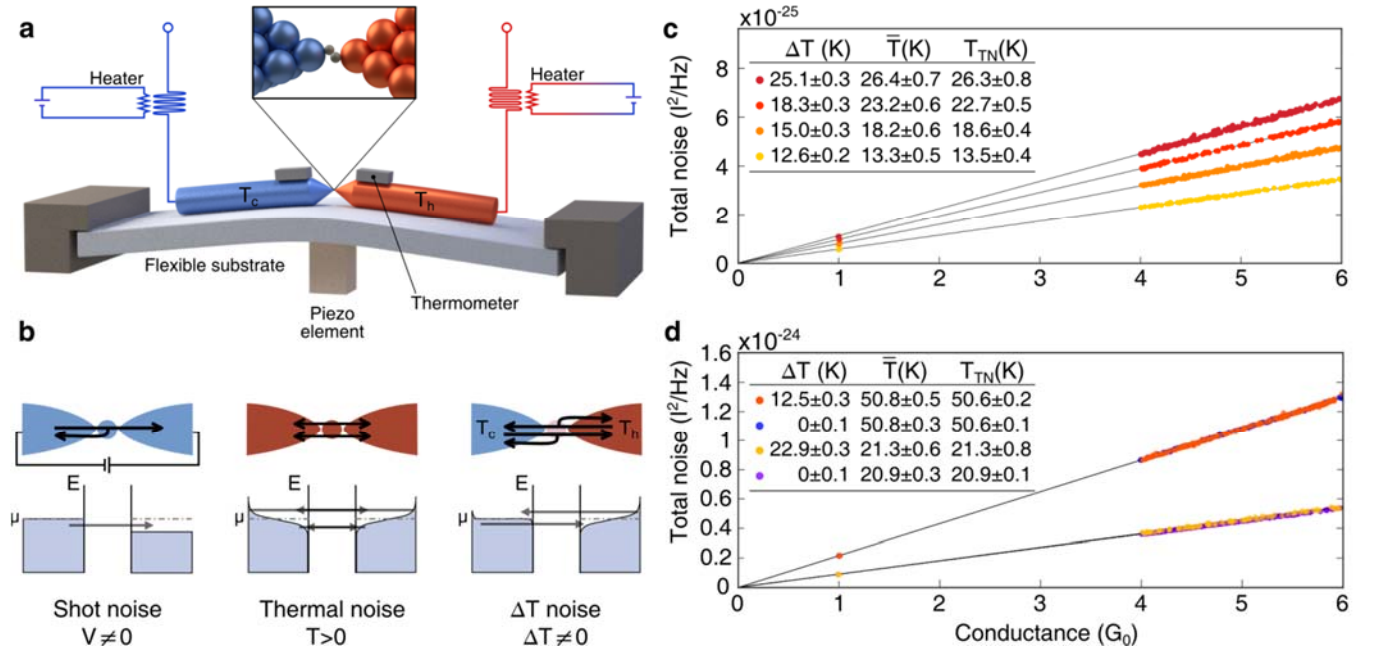 a
Heater
Heater
T_c
T_h
Flexible substrate
Thermometer
Piezo
element
b
T_c
T_h
E
E
E
μ
μ
μ
Shot noise
V≠0
Thermal noise
T>0
ΔT noise
ΔT≠0
c
x10^-25
ΔT (K) T̿(K) T_TN(K)
25.1±0.3 26.4±0.7 26.3±0.8
18.3±0.3 23.2±0.6 22.7±0.5
15.0±0.3 18.2±0.6 18.6±0.4
12.6±0.2 13.3±0.5 13.5±0.4
Total noise (I²/Hz)
8
6
4
2
0
0 1 2 3 4 5 6
d
x10^-24
ΔT (K) T̿(K) T_TN(K)
12.5±0.3 50.8±0.5 50.6±0.2
0±0.1 50.8±0.3 50.6±0.1
22.9±0.3 21.3±0.6 21.3±0.8
0±0.1 20.9±0.3 20.9±0.1
Total noise (I²/Hz)
1.6
1.4
1.2
1
0.8
0.6
0.4
0.2
0
0 1 2 3 4 5 6
Conductance (G₀)